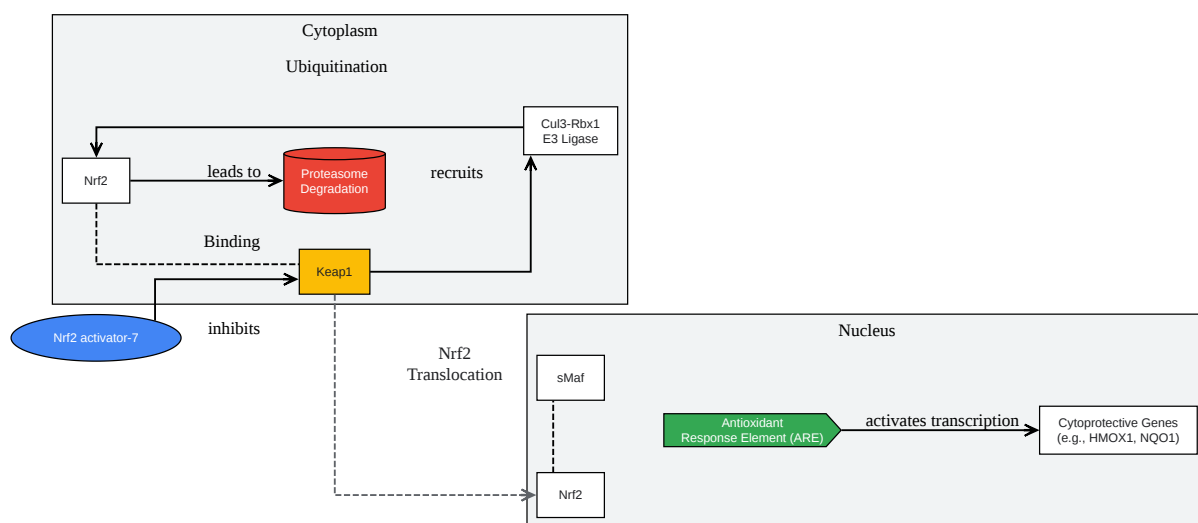 Cytoplasm
Ubiquitination
Cul3-Rbx1
E3 Ligase
Nrf2
leads to
Proteasome
Degradation
recruits
Binding
Keap1
Nrf2 activator-7
inhibits
Nucleus
Nrf2
Translocation
sMaf
Antioxidant
Response Element (ARE)
activates transcription
Cytoprotective Genes
(e.g., HMOX1, NQO1)
Nrf2